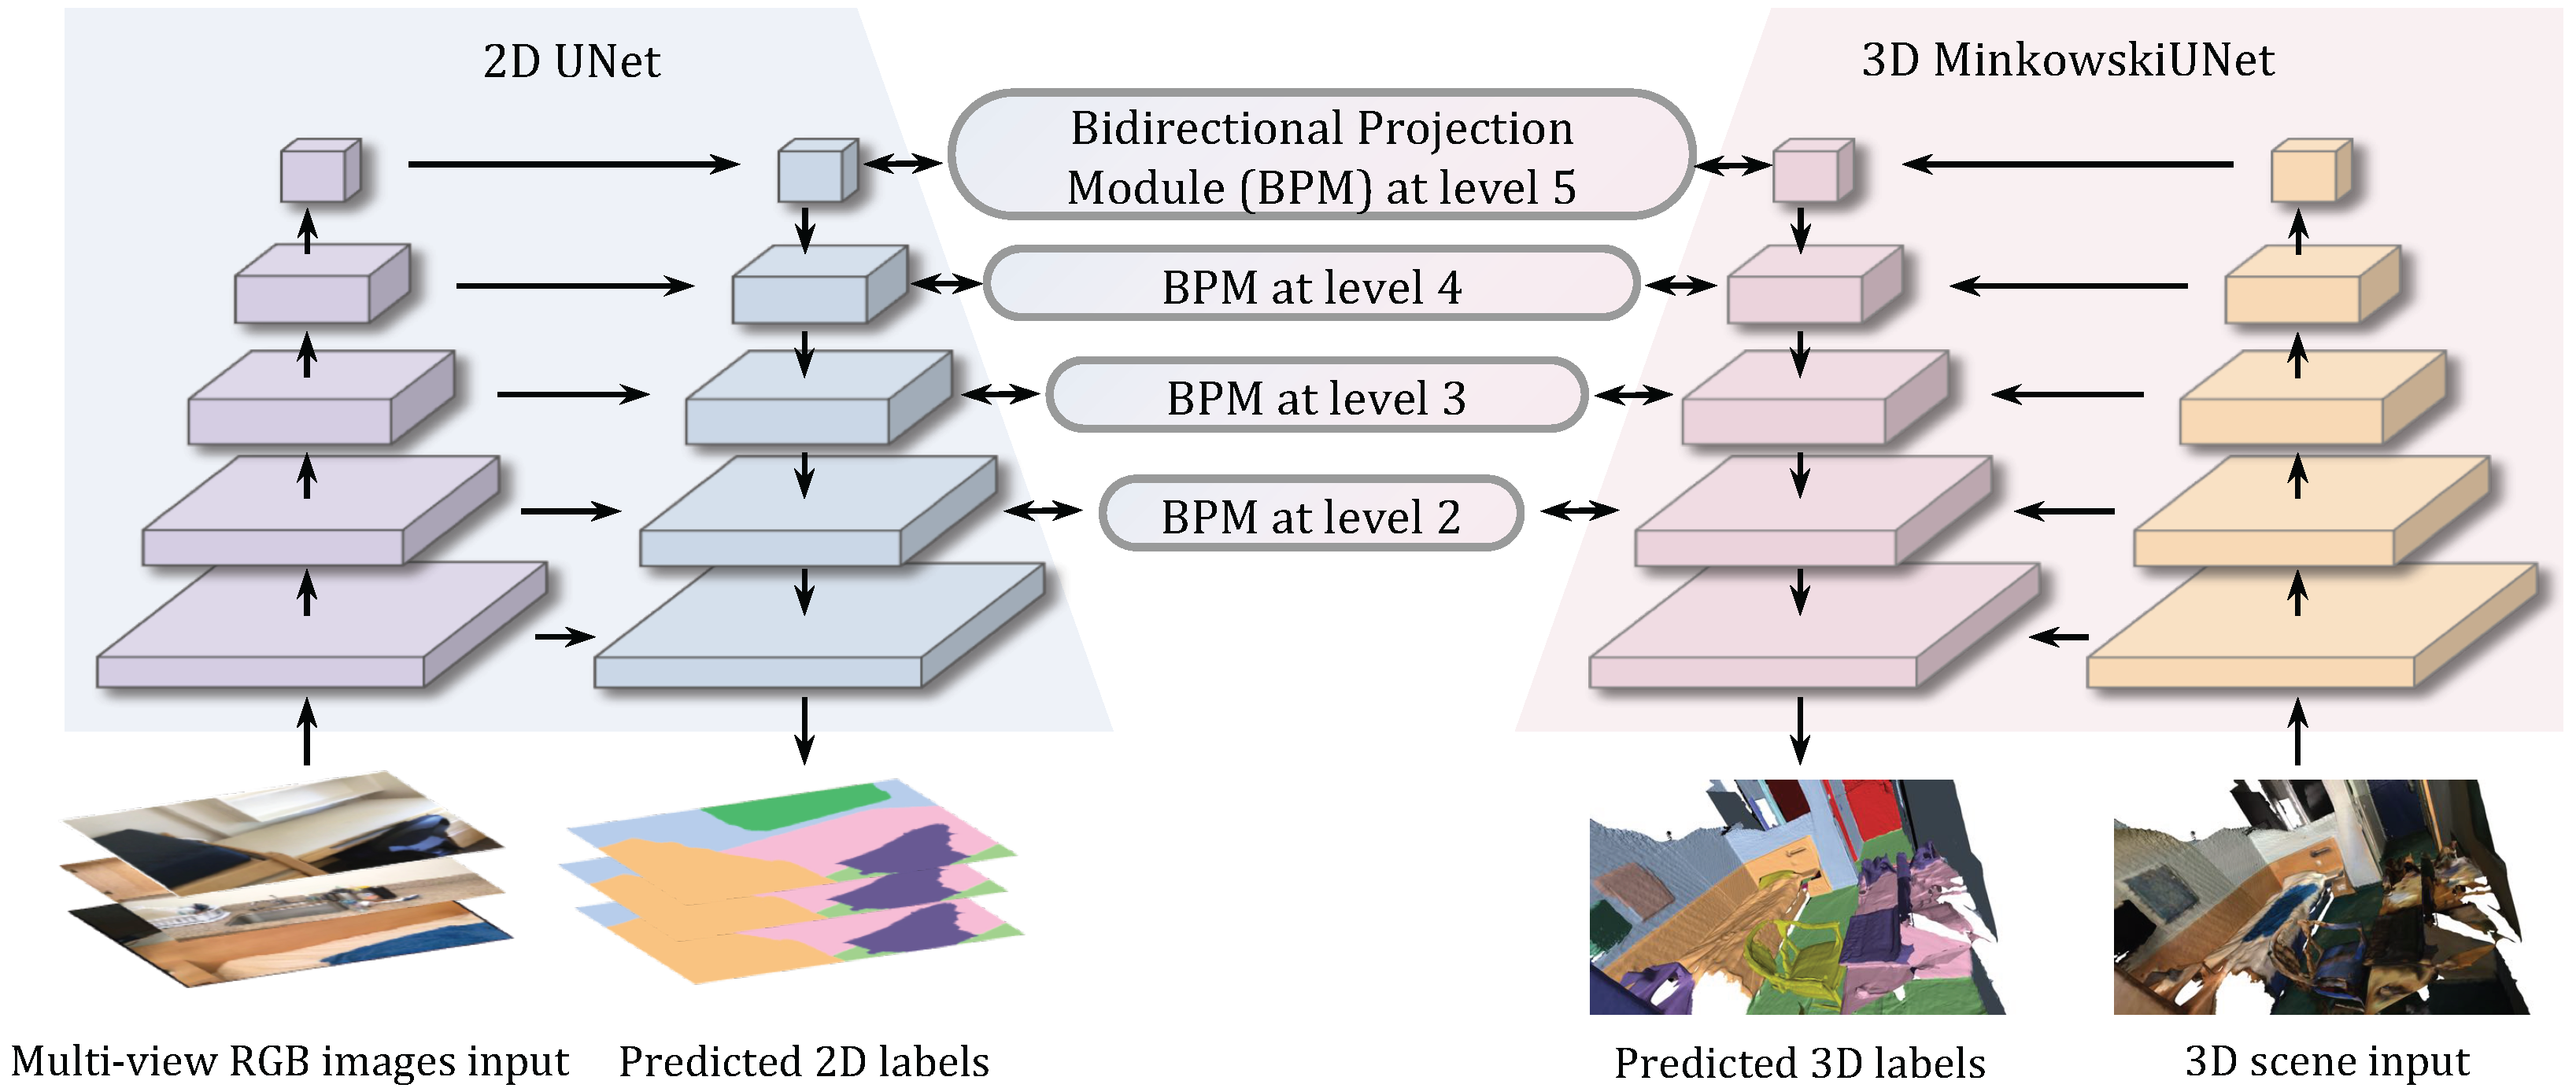 2D UNet
3D MinkowskiUNet
Bidirectional Projection
Module (BPM) at level 5
BPM at level 4
BPM at level 3
BPM at level 2
Multi-view RGB images input
Predicted 2D labels
Predicted 3D labels
3D scene input